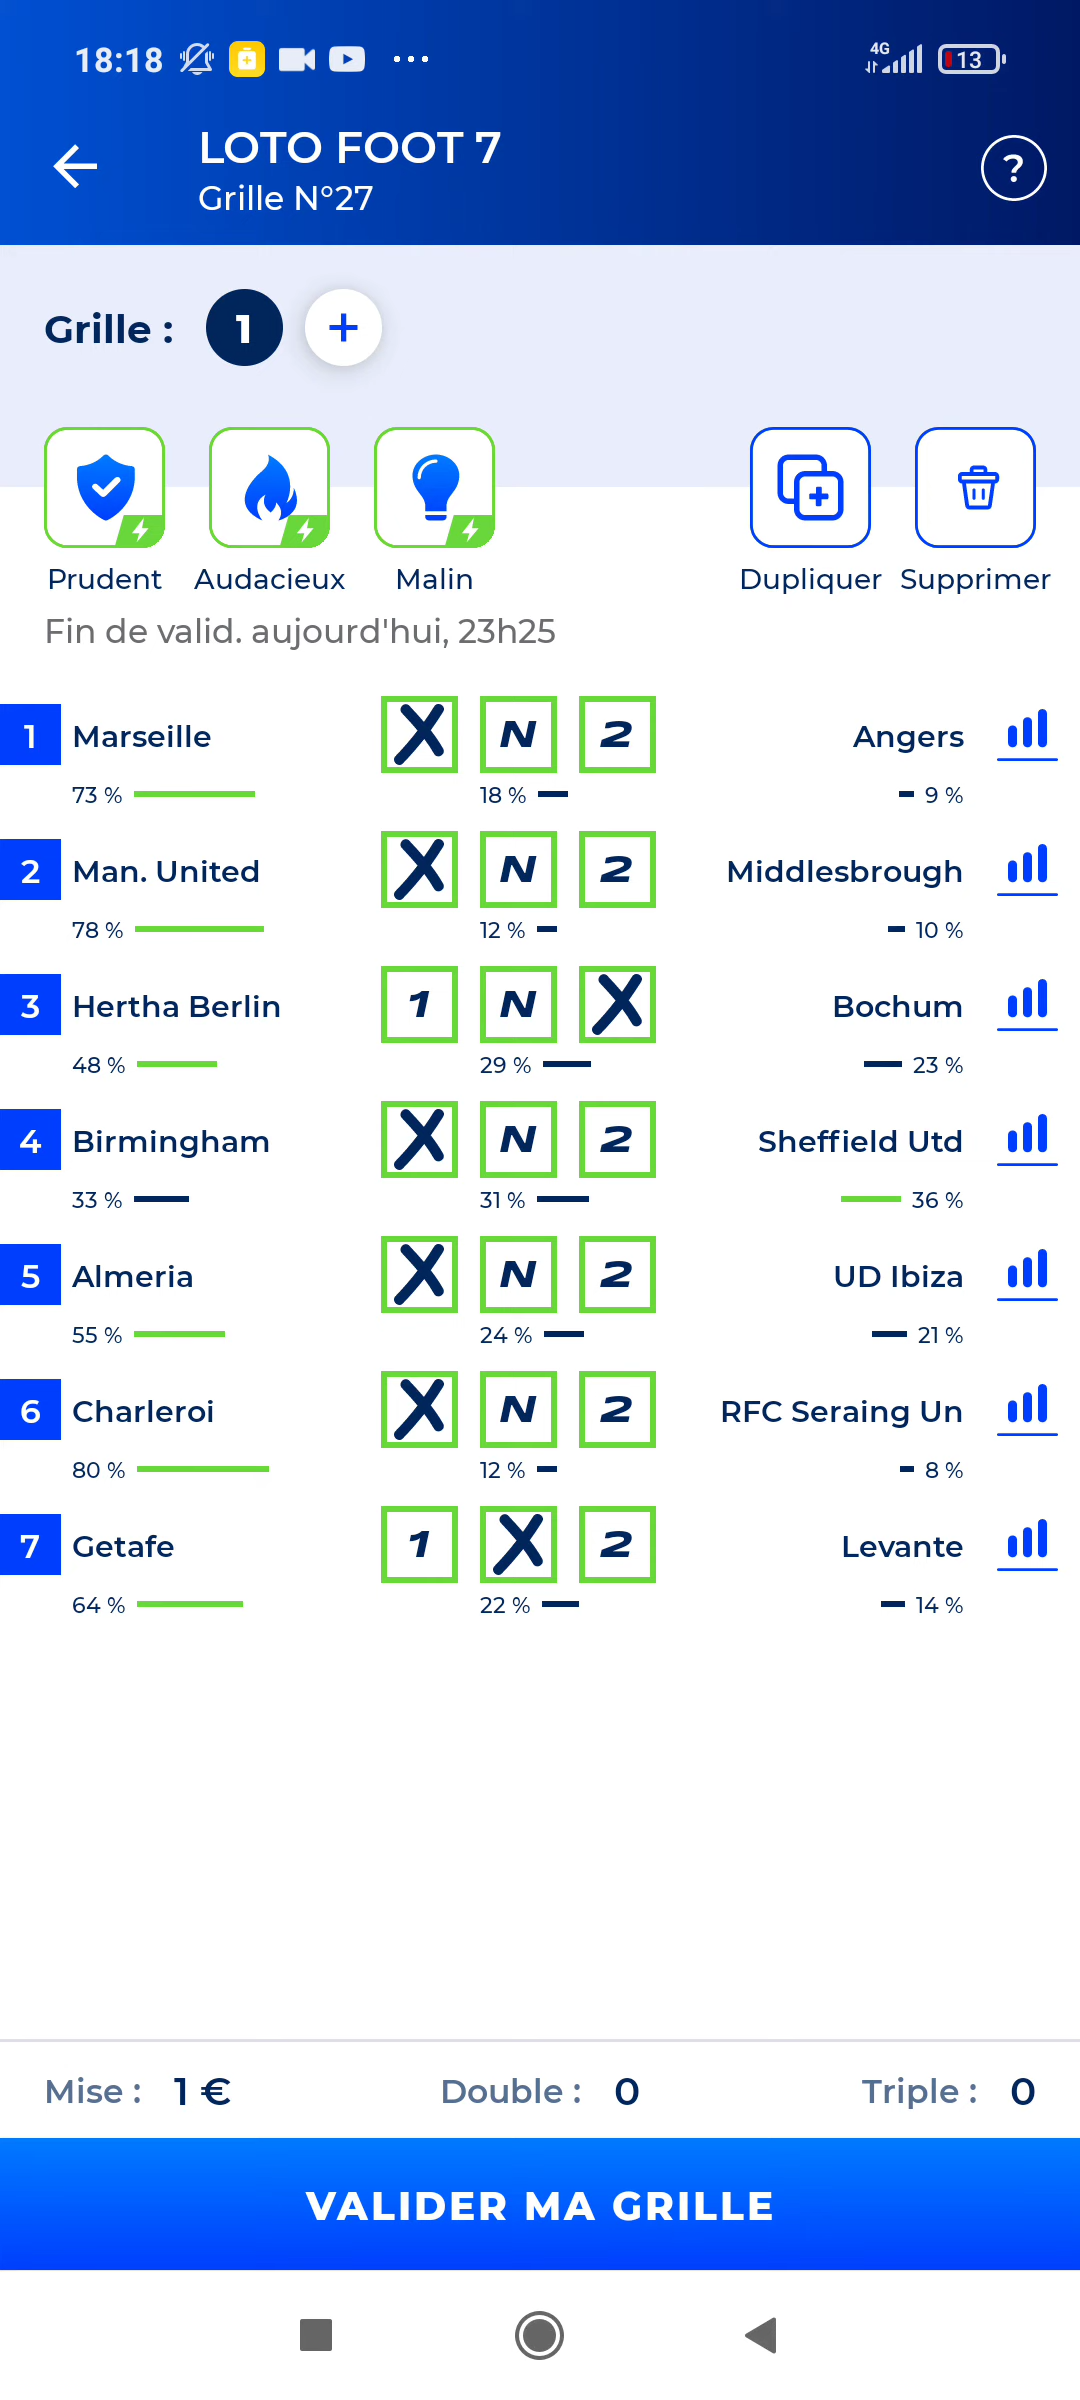 18:18 4G 13
LOTO FOOT 7
Grille N°27
?
Grille : 1 +
Prudent Audacieux Malin Dupliquer Supprimer
Fin de valid. aujourd'hui, 23h25
1 Marseille X N 2 Angers
73 % 18 % 9 %
2 Man. United X N 2 Middlesbrough
78 % 12 % 10 %
3 Hertha Berlin 1 N X Bochum
48 % 29 % 23 %
4 Birmingham X N 2 Sheffield Utd
33 % 31 % 36 %
5 Almeria X N 2 UD Ibiza
55 % 24 % 21 %
6 Charleroi X N 2 RFC Seraing Un
80 % 12 % 8 %
7 Getafe 1 X 2 Levante
64 % 22 % 14 %
Mise : 1 € Double : 0 Triple : 0
VALIDER MA GRILLE